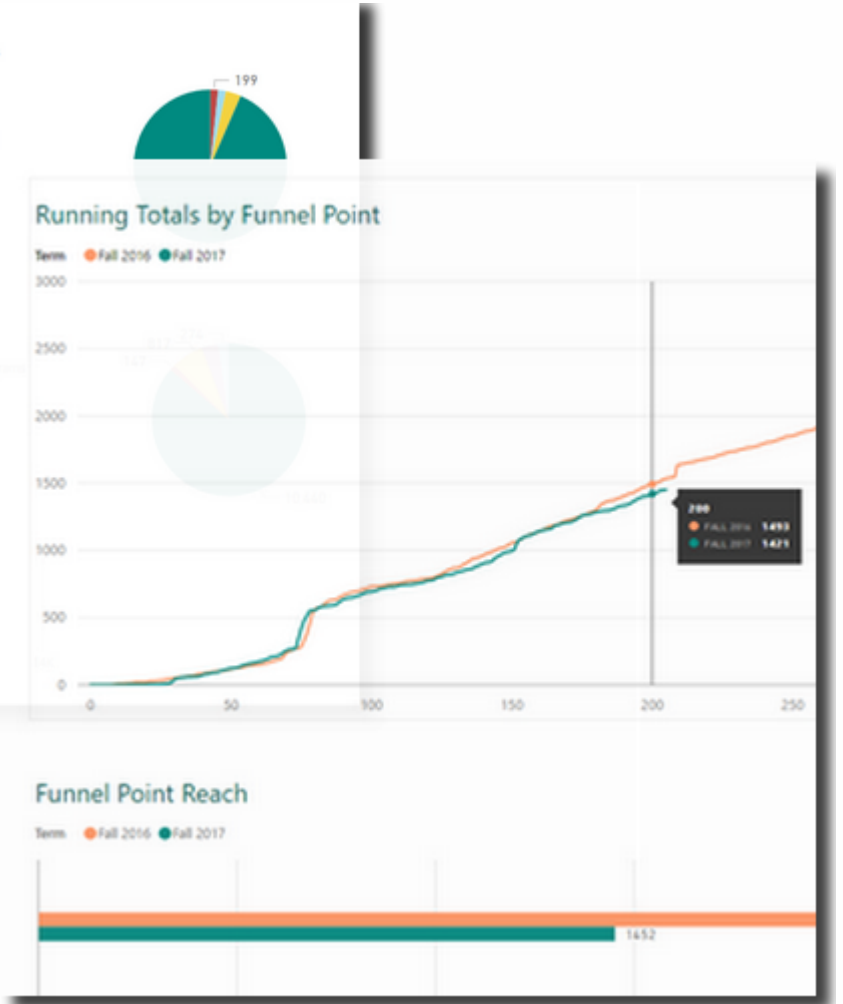 199
Running Totals by Funnel Point
Term Fall 2016 Fall 2017
3000
2500
2000
1500
1000
500
0
0 50 100 150 200 250
200
FALL 2016 1493
FALL 2017 1421
Funnel Point Reach
Term Fall 2016 Fall 2017
1452